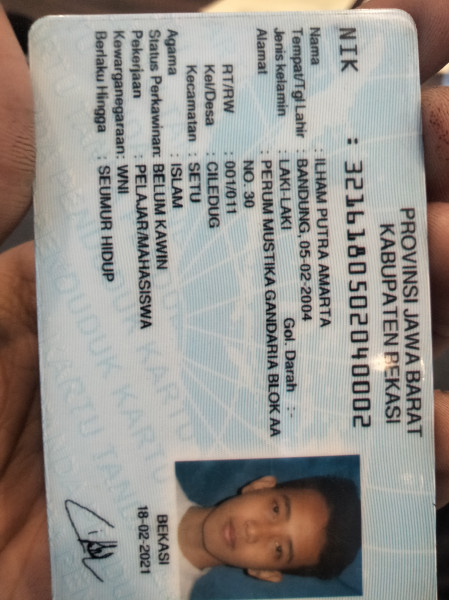 PROVINSI JAWA BARAT
KABUPATEN BEKASI
NIK : 3216180502040002
Nama : ILHAM PUTRA AMARTA
Tempat/Tgl Lahir : BANDUNG, 05-02-2004
Jenis kelamin : LAKI-LAKI Gol. Darah : -
Alamat : PERUM MUSTIKA GANDARIA BLOK AA
NO. 30
RT/RW : 001/011
Kel/Desa : CILEDUG
Kecamatan : SETU
Agama : ISLAM
Status Perkawinan: BELUM KAWIN
Pekerjaan : PELAJAR/MAHASISWA
Kewarganegaraan: WNI
Berlaku Hingga : SEUMUR HIDUP
BEKASI
18-02-2021